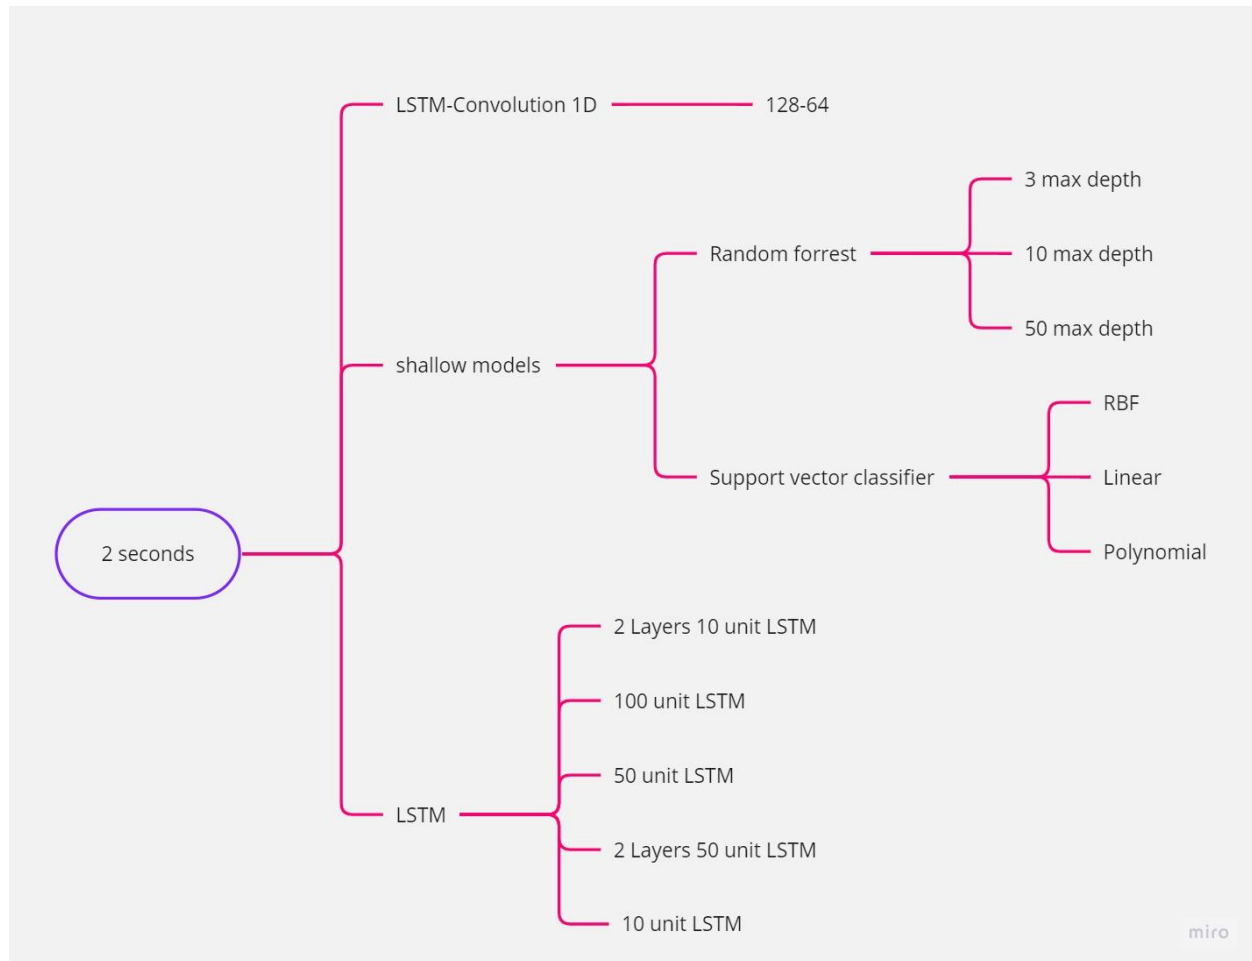 LSTM-Convolution 1D
128-64
3 max depth
Random forrest
10 max depth
50 max depth
shallow models
RBF
Support vector classifier
Linear
Polynomial
2 seconds
2 Layers 10 unit LSTM
100 unit LSTM
50 unit LSTM
LSTM
2 Layers 50 unit LSTM
10 unit LSTM
miro